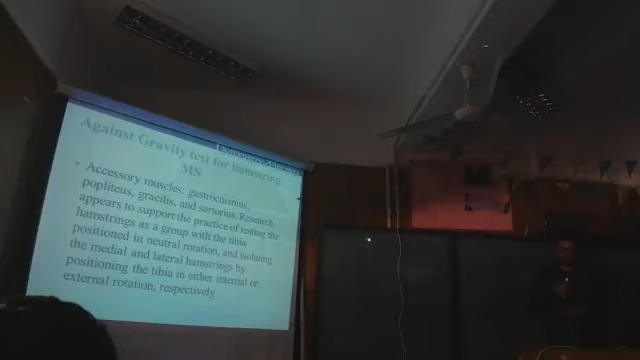 Against Gravity test for hamstring
MS
• Accessory muscles: gastrocnemius,
popliteus, gracilis, and sartorius. Research
appears to support the practice of testing the
hamstrings as a group with the tibia
positioned in neutral rotation, and isolating
the medial and lateral hamstrings by
positioning the tibia in either internal or
external rotation, respectively